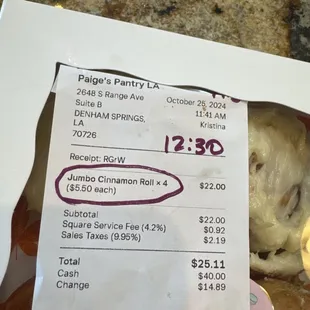 Paige's Pantry LA
2648 S Range Ave
Suite B
DENHAM SPRINGS,
LA
70726
October 25, 2024
11:41 AM
Kristina
12:30
Receipt: RGrW
Jumbo Cinnamon Roll × 4
($5.50 each) $22.00
Subtotal $22.00
Square Service Fee (4.2%) $0.92
Sales Taxes (9.95%) $2.19
Total $25.11
Cash $40.00
Change $14.89